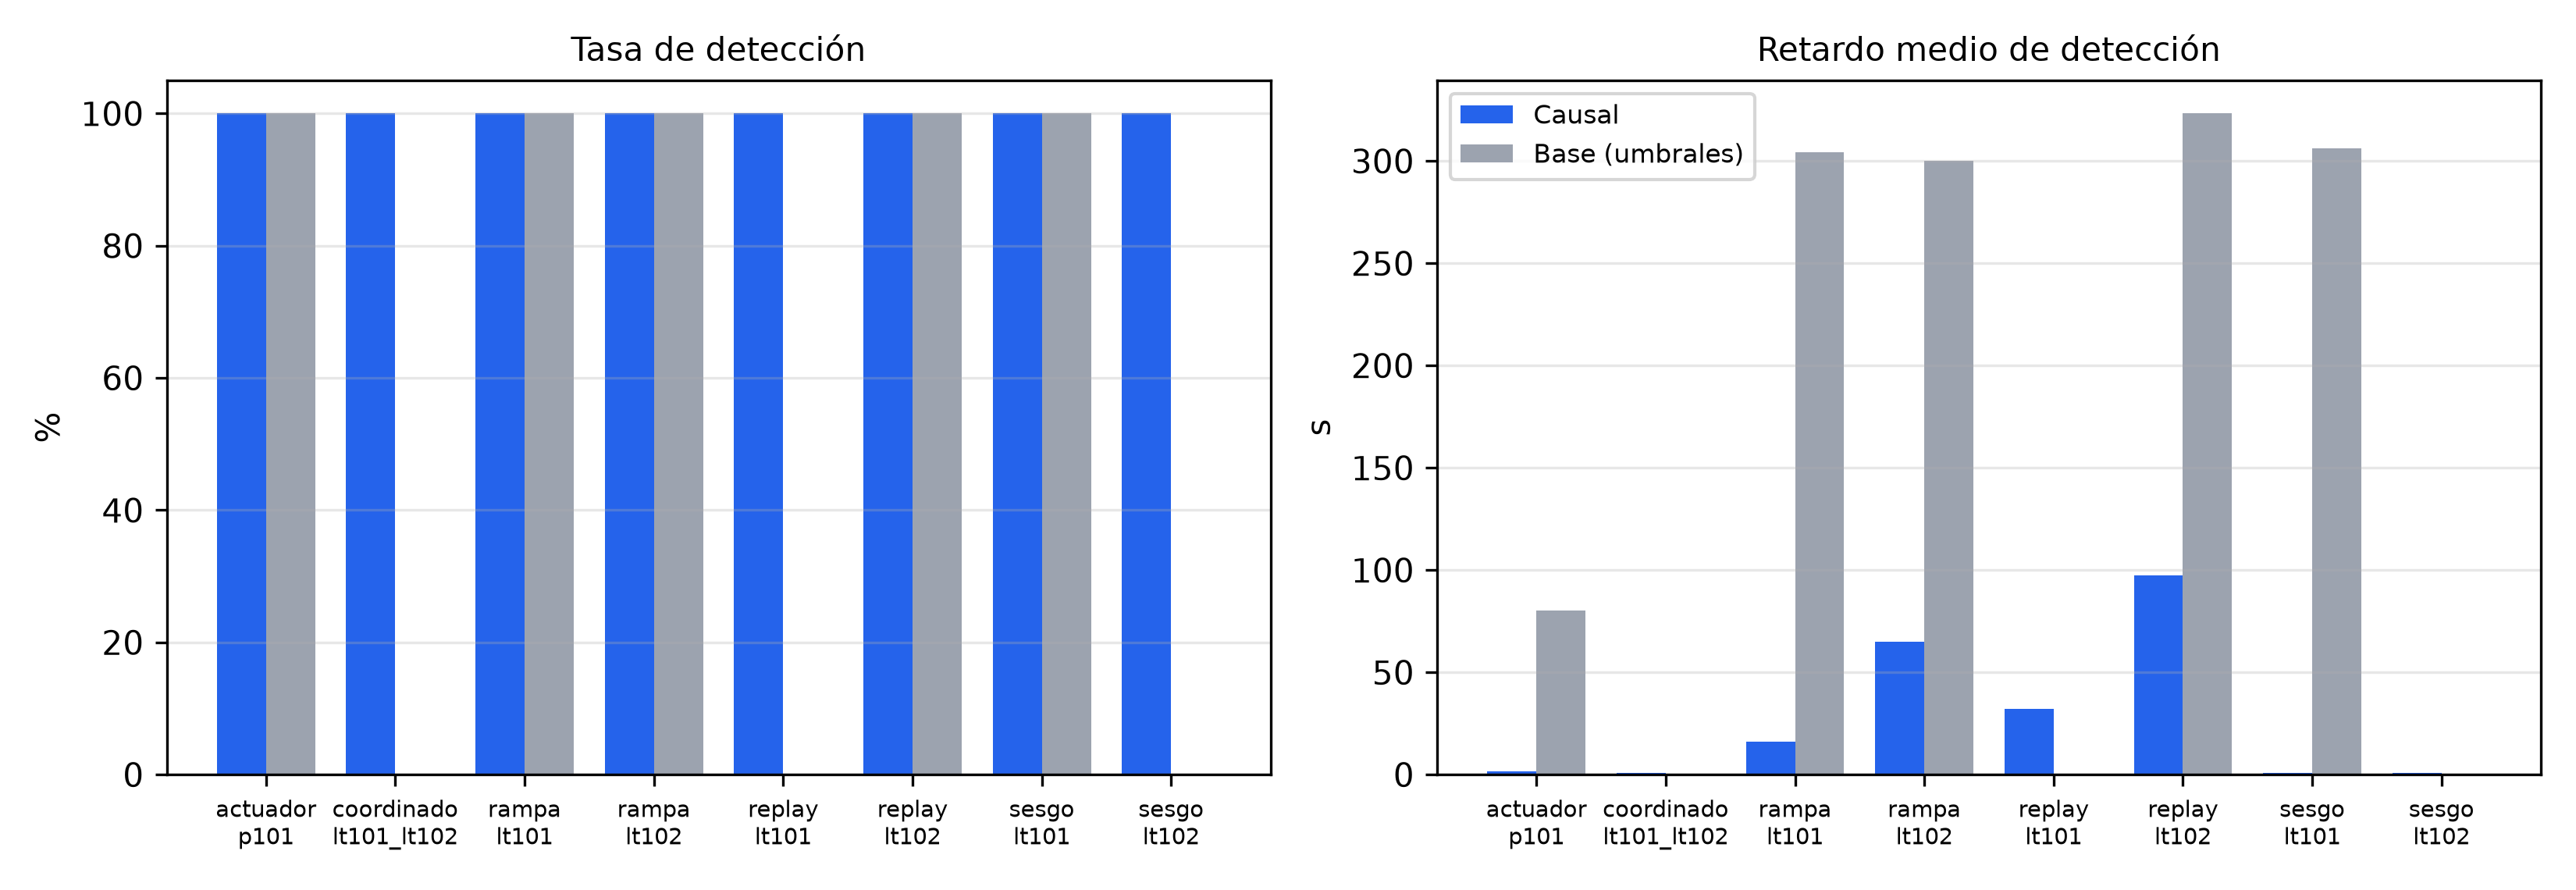 Tasa de detección
%
100
80
60
40
20
0
actuador
p101
coordinado
lt101_lt102
rampa
lt101
rampa
lt102
replay
lt101
replay
lt102
sesgo
lt101
sesgo
lt102
Retardo medio de detección
Causal
Base (umbrales)
s
300
250
200
150
100
50
0
actuador
p101
coordinado
lt101_lt102
rampa
lt101
rampa
lt102
replay
lt101
replay
lt102
sesgo
lt101
sesgo
lt102